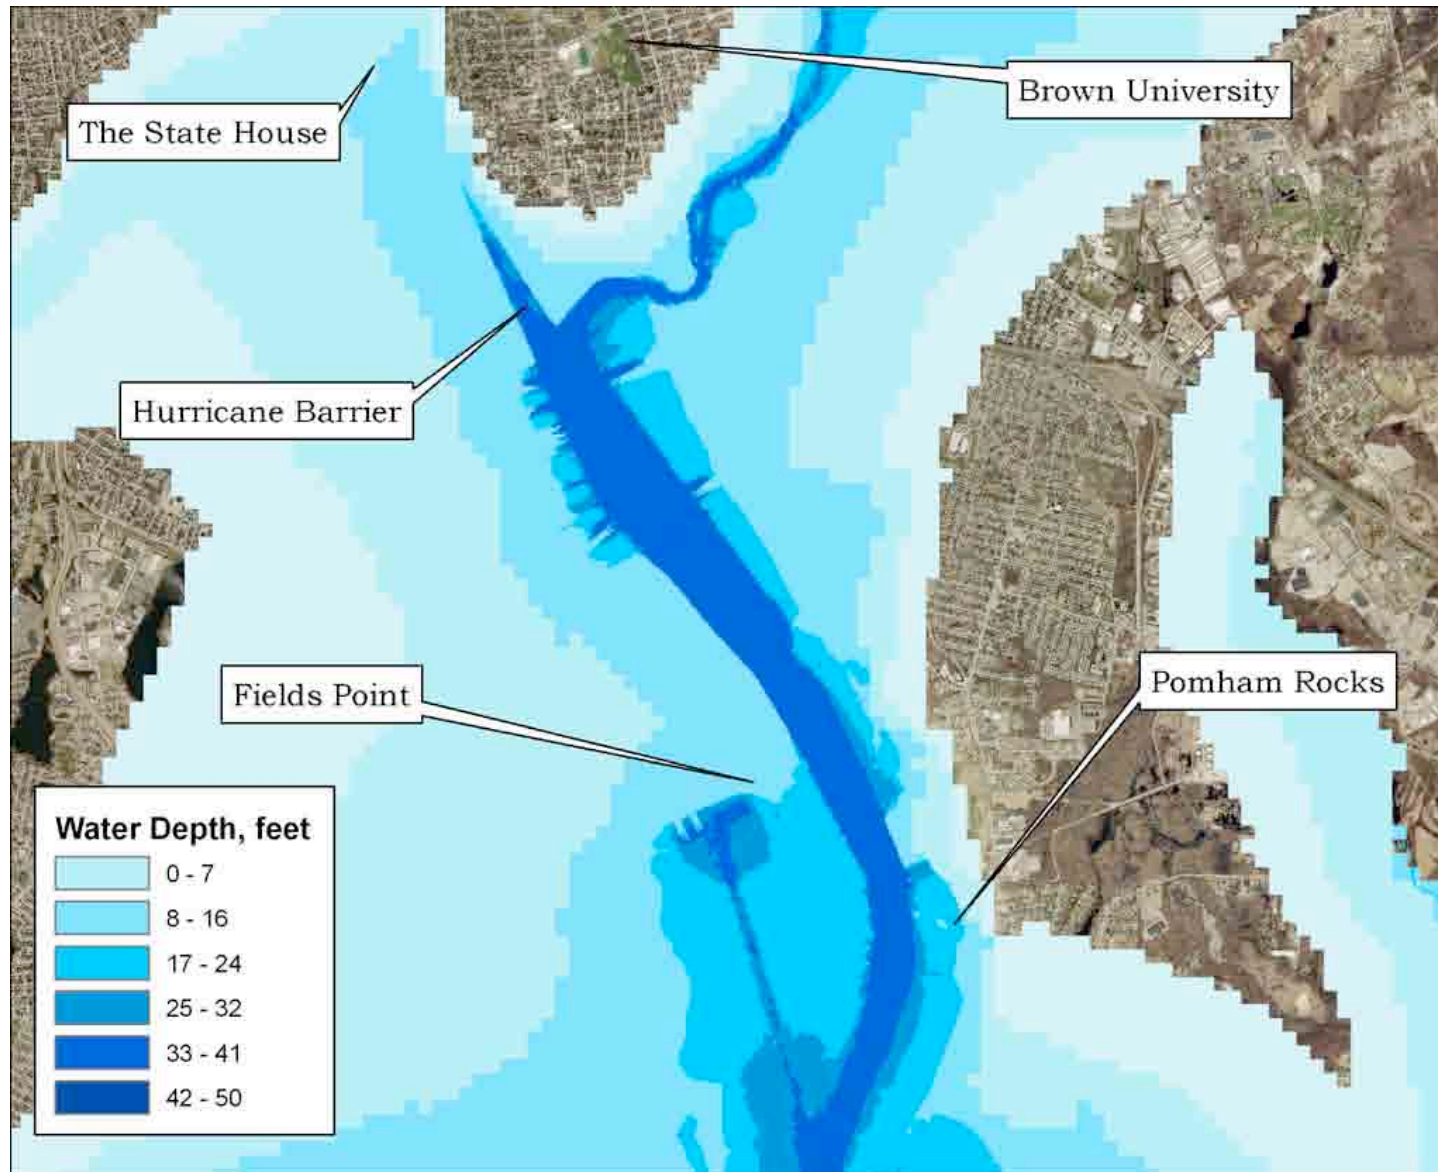 Brown University
The State House
Hurricane Barrier
Fields Point
Pomham Rocks
Water Depth, feet
0 - 7
8 - 16
17 - 24
25 - 32
33 - 41
42 - 50